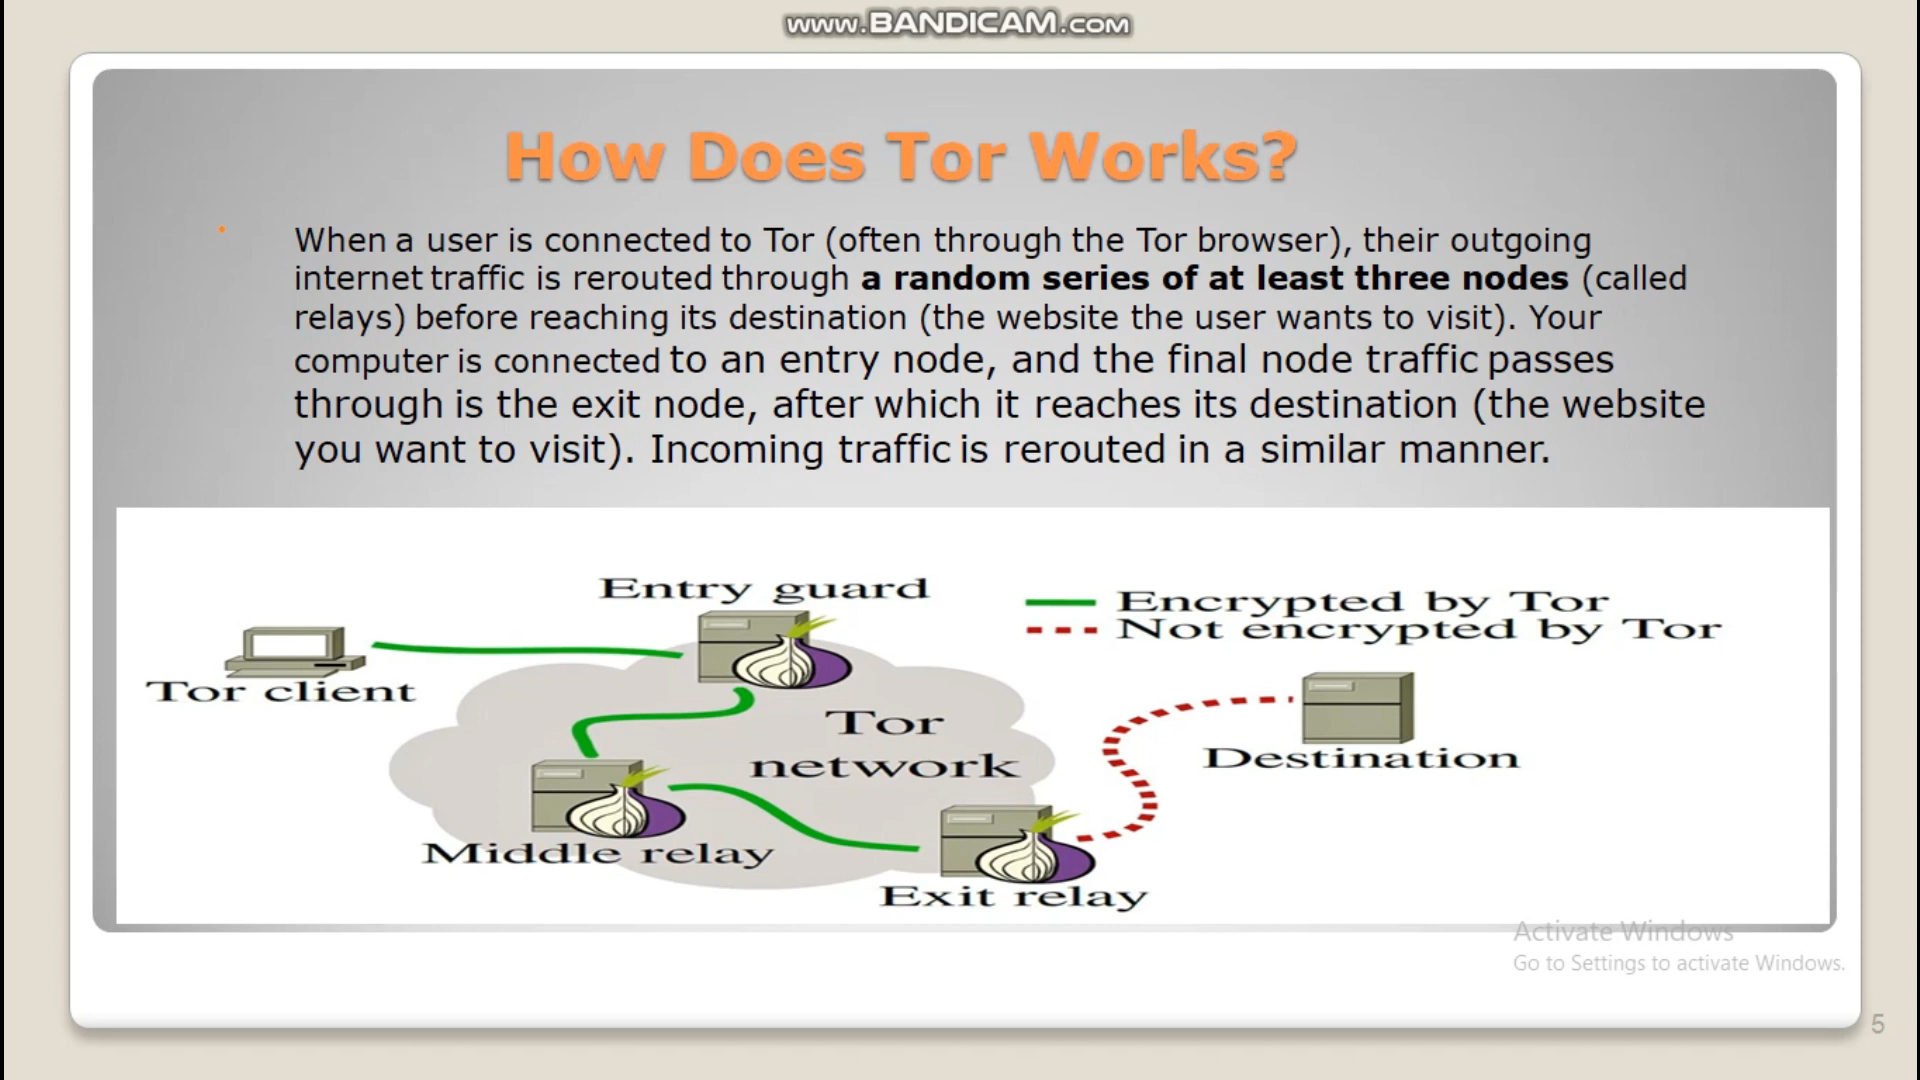 www.BANDICAM.com
How Does Tor Works?
When a user is connected to Tor (often through the Tor browser), their outgoing
internet traffic is rerouted through a random series of at least three nodes (called
relays) before reaching its destination (the website the user wants to visit). Your
computer is connected to an entry node, and the final node traffic passes
through is the exit node, after which it reaches its destination (the website
you want to visit). Incoming traffic is rerouted in a similar manner.
Entry guard
Encrypted by Tor
Not encrypted by Tor
Tor client
Tor
network
Destination
Middle relay
Exit relay
Activate Windows
Go to Settings to activate Windows.
5